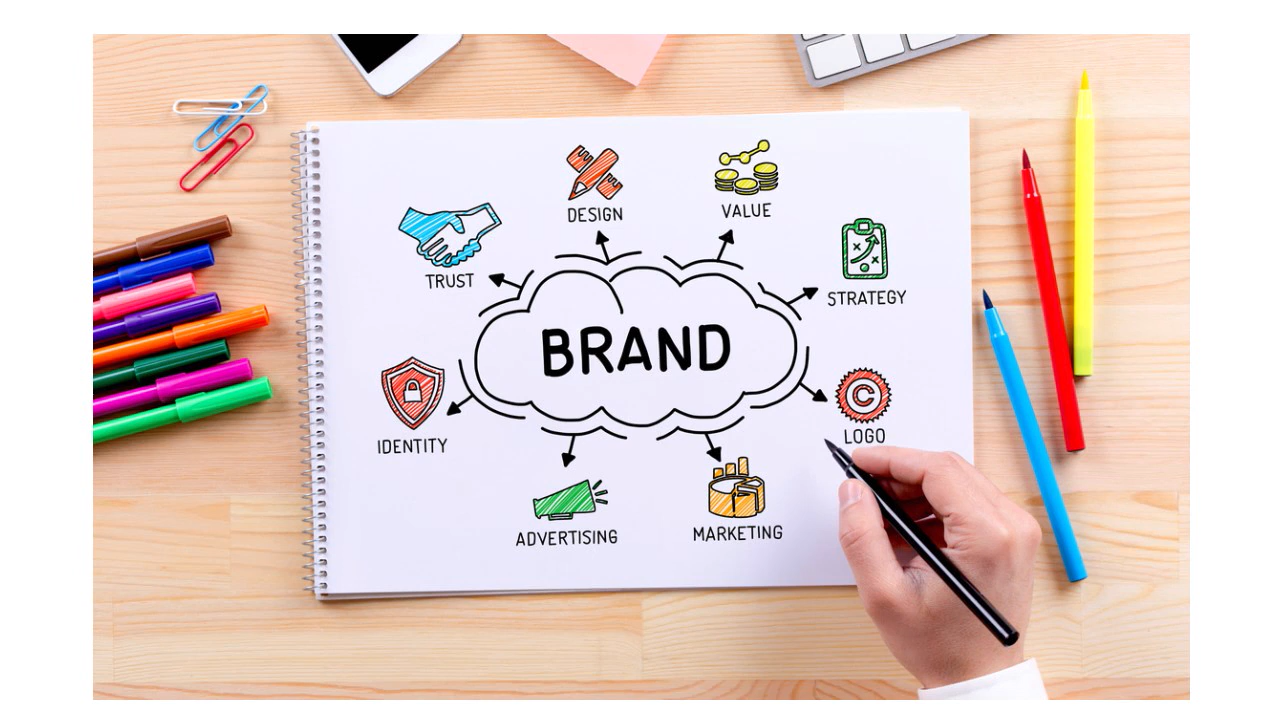 DESIGN
VALUE
TRUST
STRATEGY
BRAND
IDENTITY
C
LOGO
ADVERTISING
MARKETING